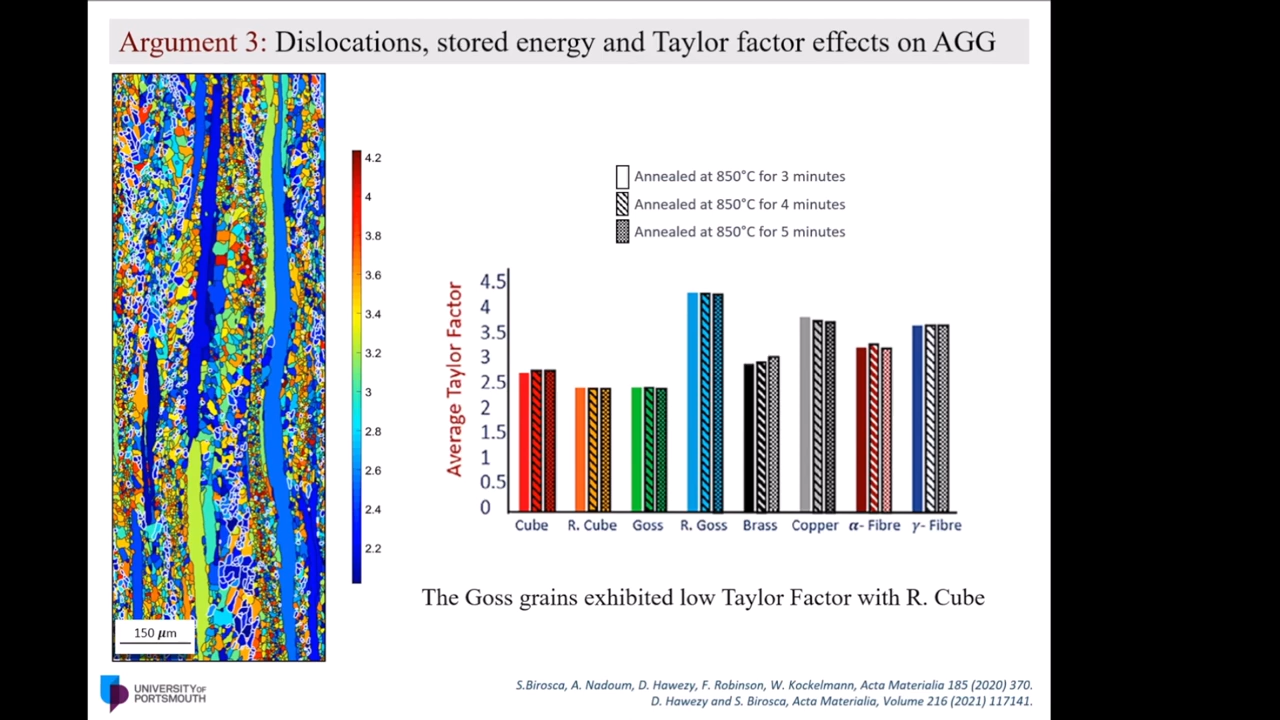 Argument 3: Dislocations, stored energy and Taylor factor effects on AGG
4.2
4
3.8
3.6
3.4
3.2
3
2.8
2.6
2.4
2.2
150 µm
Annealed at 850°C for 3 minutes
Annealed at 850°C for 4 minutes
Annealed at 850°C for 5 minutes
Average Taylor Factor
4.5
4
3.5
3
2.5
2
1.5
1
0.5
0
Cube R. Cube Goss R. Goss Brass Copper α- Fibre γ- Fibre
The Goss grains exhibited low Taylor Factor with R. Cube
UNIVERSITY OF
PORTSMOUTH
S.Birosca, A. Nadoum, D. Hawezy, F. Robinson, W. Kockelmann, Acta Materialia 185 (2020) 370.
D. Hawezy and S. Birosca, Acta Materialia, Volume 216 (2021) 117141.